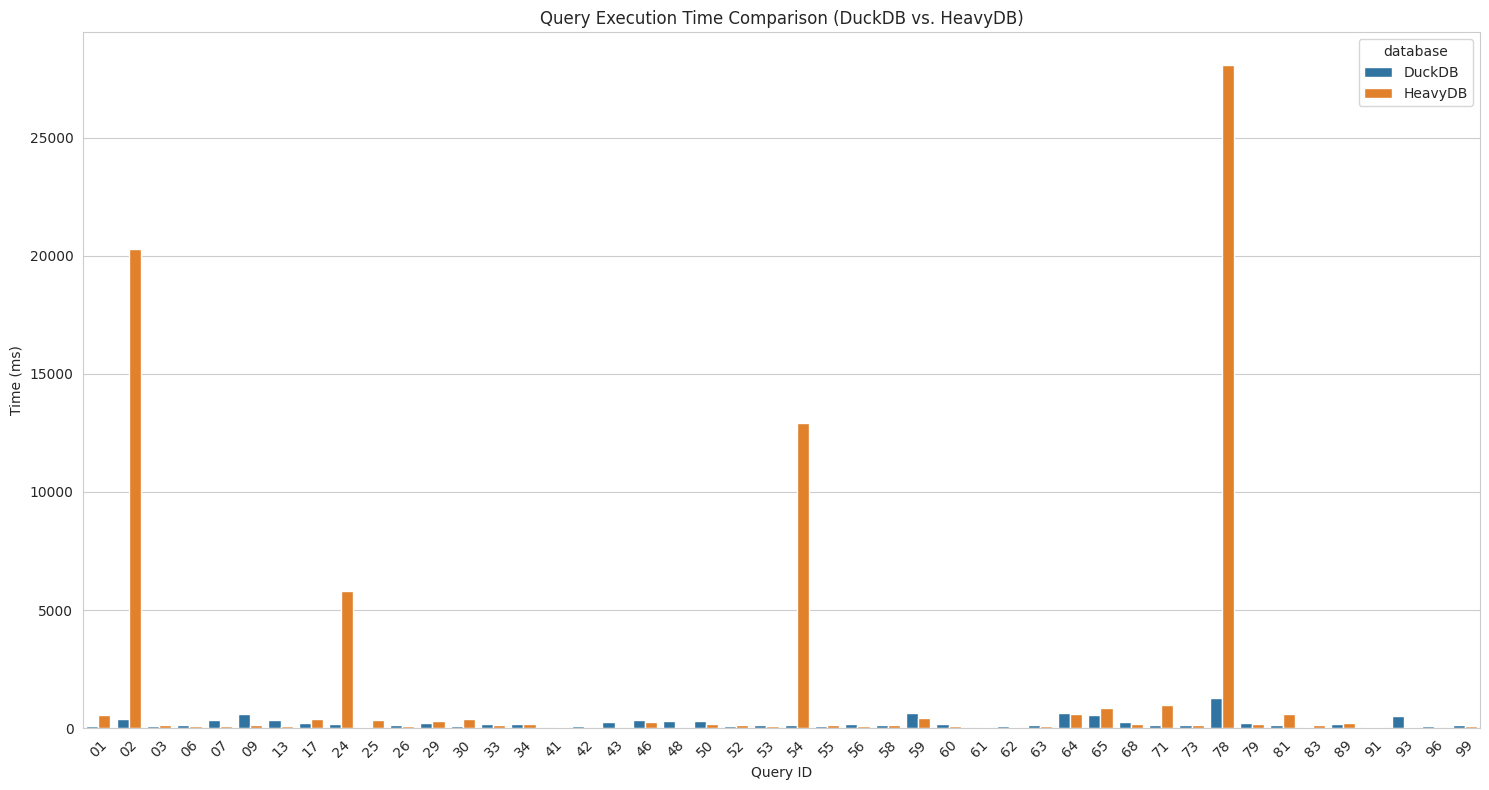 Query Execution Time Comparison (DuckDB vs. HeavyDB)
database
DuckDB
HeavyDB
25000
20000
15000
10000
5000
0
Time (ms)
01 02 03 06 07 09 13 17 24 25 26 29 30 33 34 41 42 43 46 48 50 52 53 54 55 56 58 59 60 61 62 63 64 65 68 71 73 78 79 81 83 89 91 93 96 99
Query ID